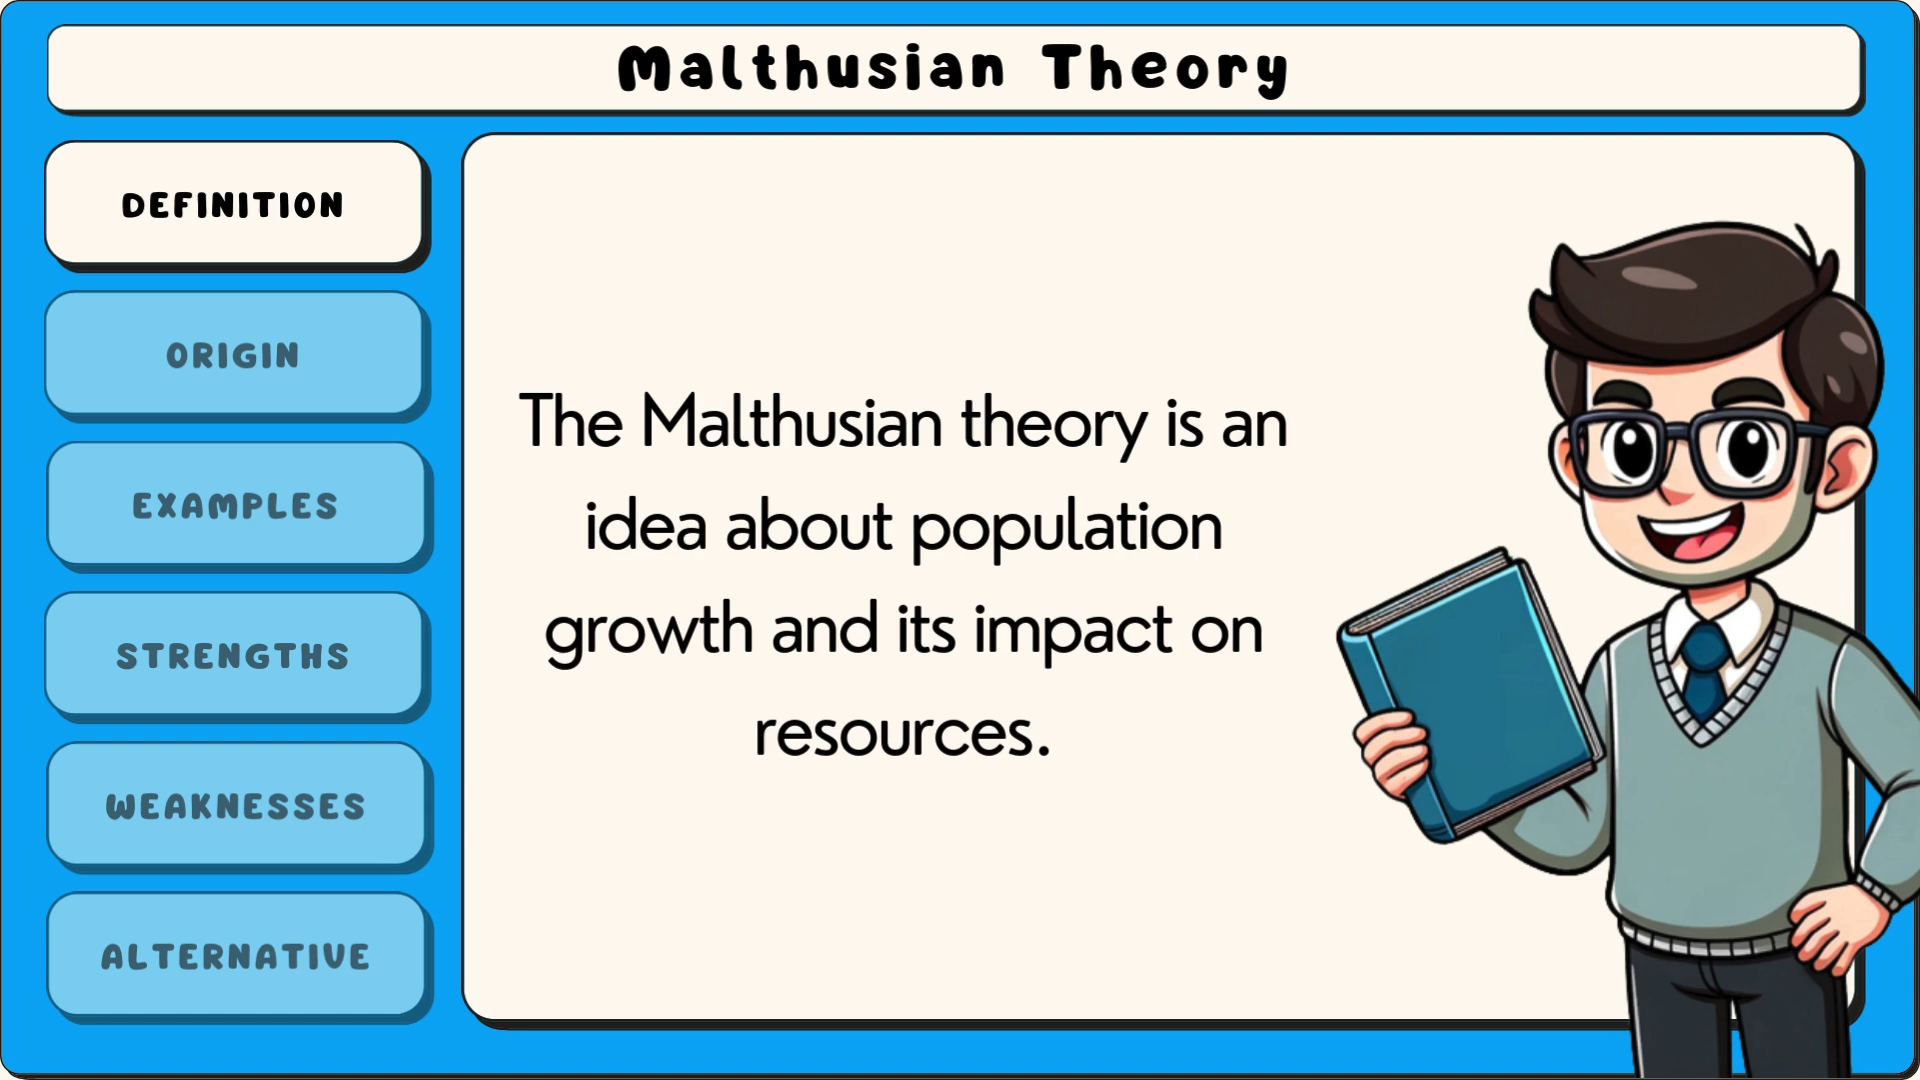 Malthusian Theory
DEFINITION
ORIGIN
EXAMPLES
STRENGTHS
WEAKNESSES
ALTERNATIVE
The Malthusian theory is an
idea about population
growth and its impact on
resources.